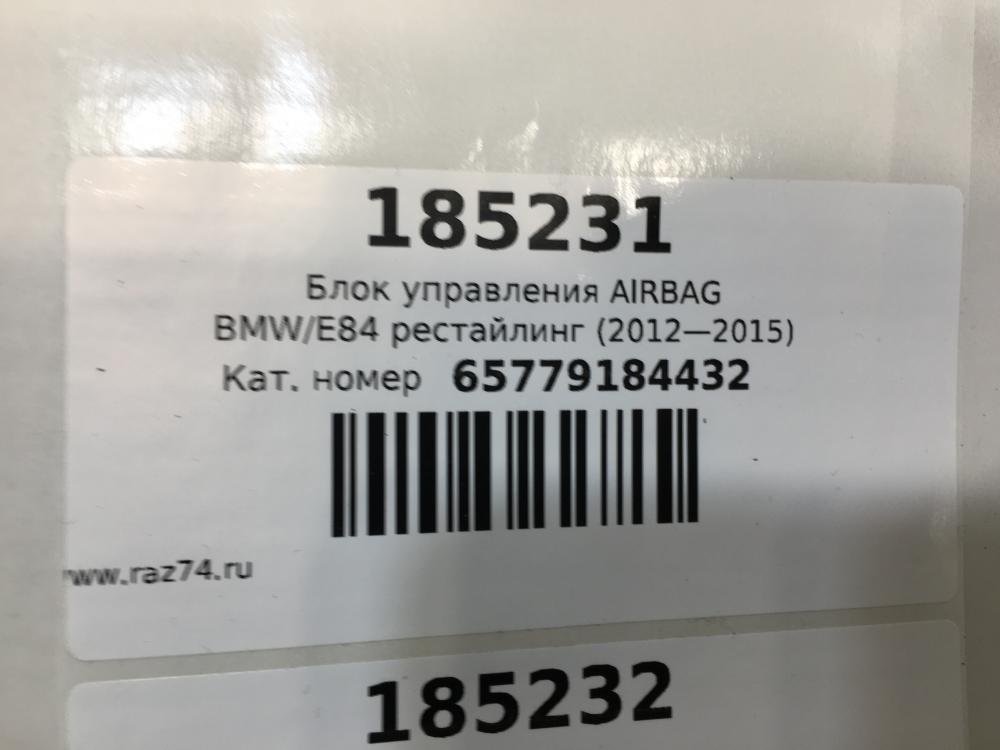 185231
Блок управления AIRBAG
BMW/E84 рестайлинг (2012—2015)
Кат. номер 65779184432
www.raz74.ru
185232